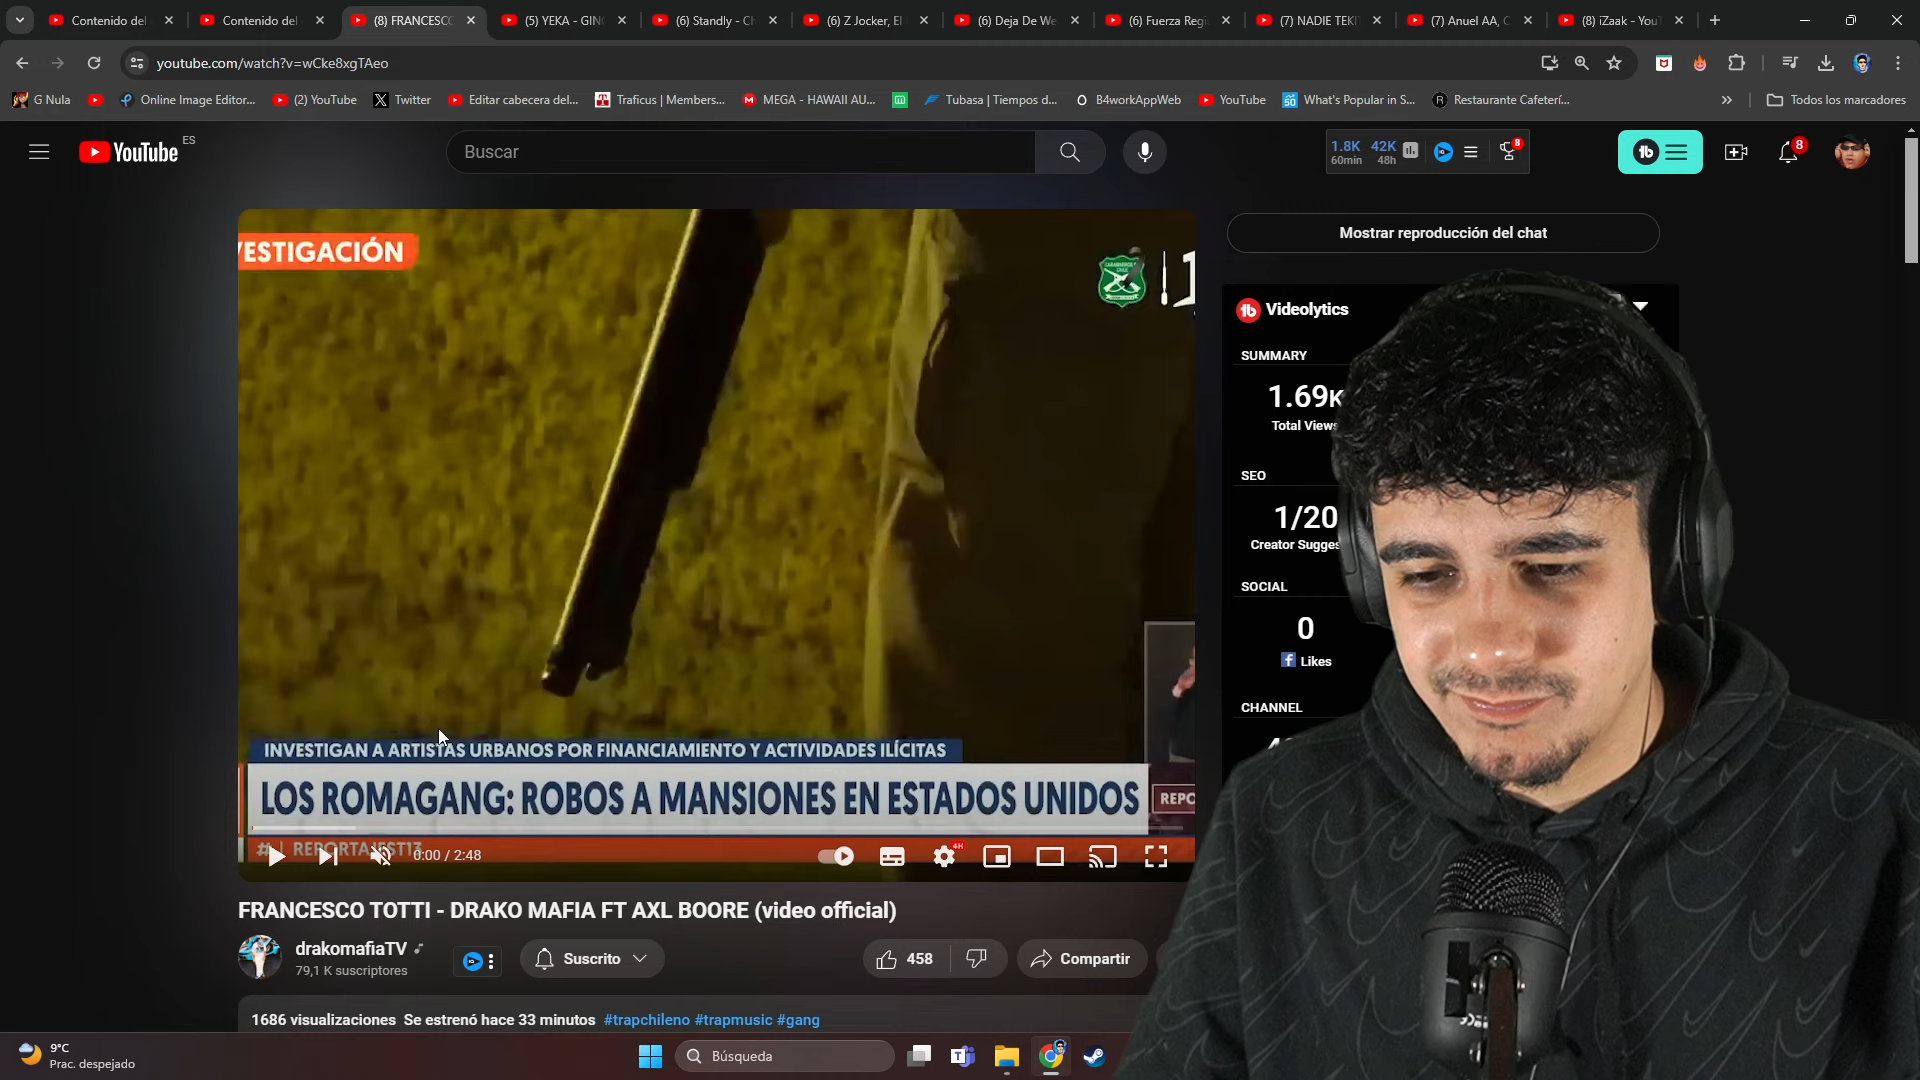 Contenido del
Contenido del
(8) FRANCESC
(5) YEKA - GIN
(6) Standly - C
(6) Z Jocker, E
(6) Deja De We
(6) Fuerza Regi
(7) NADIE TEKI
(7) Anuel AA, C
(8) iZaak - YouT
youtube.com/watch?v=wCke8xgTAeo
G Nula
Online Image Editor...
(2) YouTube
Twitter
Editar cabecera del...
Traficus | Members...
MEGA - HAWAII AU...
Tubasa | Tiempos d...
B4workAppWeb
YouTube
What's Popular in S...
Restaurante Cafeterí...
Todos los marcadores
YouTube ES
Buscar
1.8K 42K
60min 48h
8
8
VESTIGACIÓN
Mostrar reproducción del chat
Videolytics
SUMMARY
1.69K
Total Views
SEO
1/20
Creator Sugges
SOCIAL
0
Likes
CHANNEL
INVESTIGAN A ARTISTAS URBANOS POR FINANCIAMIENTO Y ACTIVIDADES ILÍCITAS
LOS ROMAGANG: ROBOS A MANSIONES EN ESTADOS UNIDOS
REPO
# | REPORTAJEST13
0:00 / 2:48
FRANCESCO TOTTI - DRAKO MAFIA FT AXL BOORE (video official)
drakomafiaTV
79,1 K suscriptores
Suscrito
458
Compartir
1686 visualizaciones Se estrenó hace 33 minutos #trapchileno #trapmusic #gang
9°C
Prac. despejado
Búsqueda